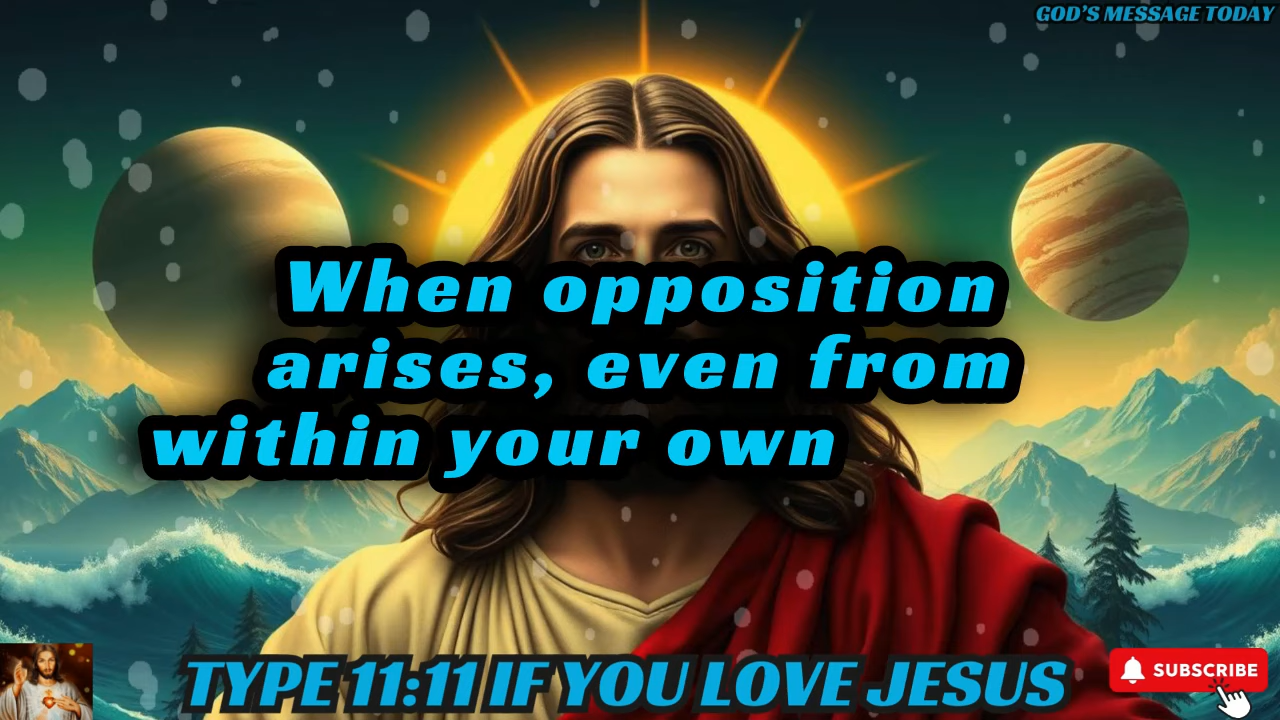 GOD'S MESSAGE TODAY
When opposition
arises, even from
within your own
TYPE 11:11 IF YOU LOVE JESUS
SUBSCRIBE